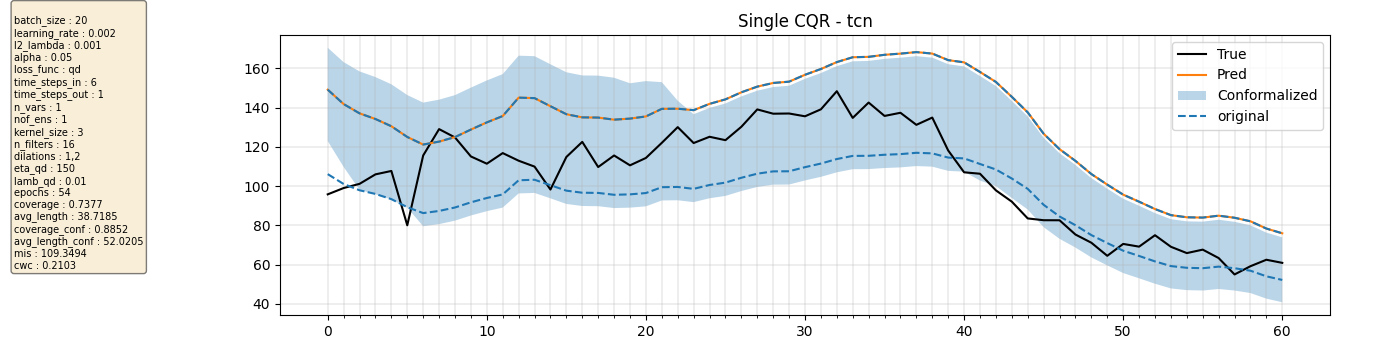 batch_size : 20
learning_rate : 0.002
l2_lambda : 0.001
alpha : 0.05
loss_func : qd
time_steps_in : 6
time_steps_out : 1
n_vars : 1
nof_ens : 1
kernel_size : 3
n_filters : 16
dilations : 1,2
eta_qd : 150
lamb_qd : 0.01
epochs : 54
coverage : 0.7377
avg_length : 38.7185
coverage_conf : 0.8852
avg_length_conf : 52.0205
mis : 109.3494
cwc : 0.2103
Single CQR - tcn
160
140
120
100
80
60
40
0 10 20 30 40 50 60
True
Pred
Conformalized
original